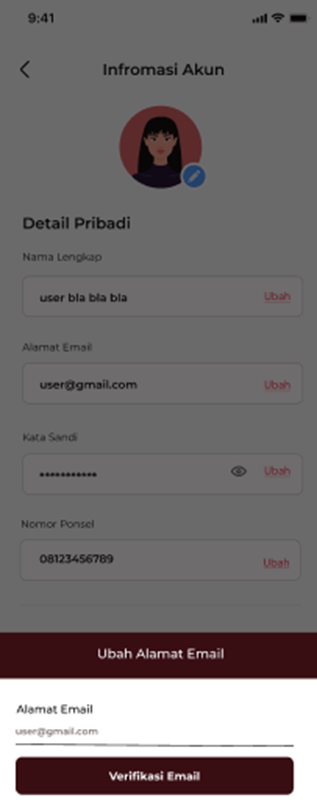 9:41
Infromasi Akun
Detail Pribadi
Nama Lengkap
user bla bla bla Ubah
Alamat Email
user@gmail.com Ubah
Kata Sandi
•••••••••••• Ubah
Nomor Ponsel
08123456789 Ubah
Ubah Alamat Email
Alamat Email
user@gmail.com
Verifikasi Email